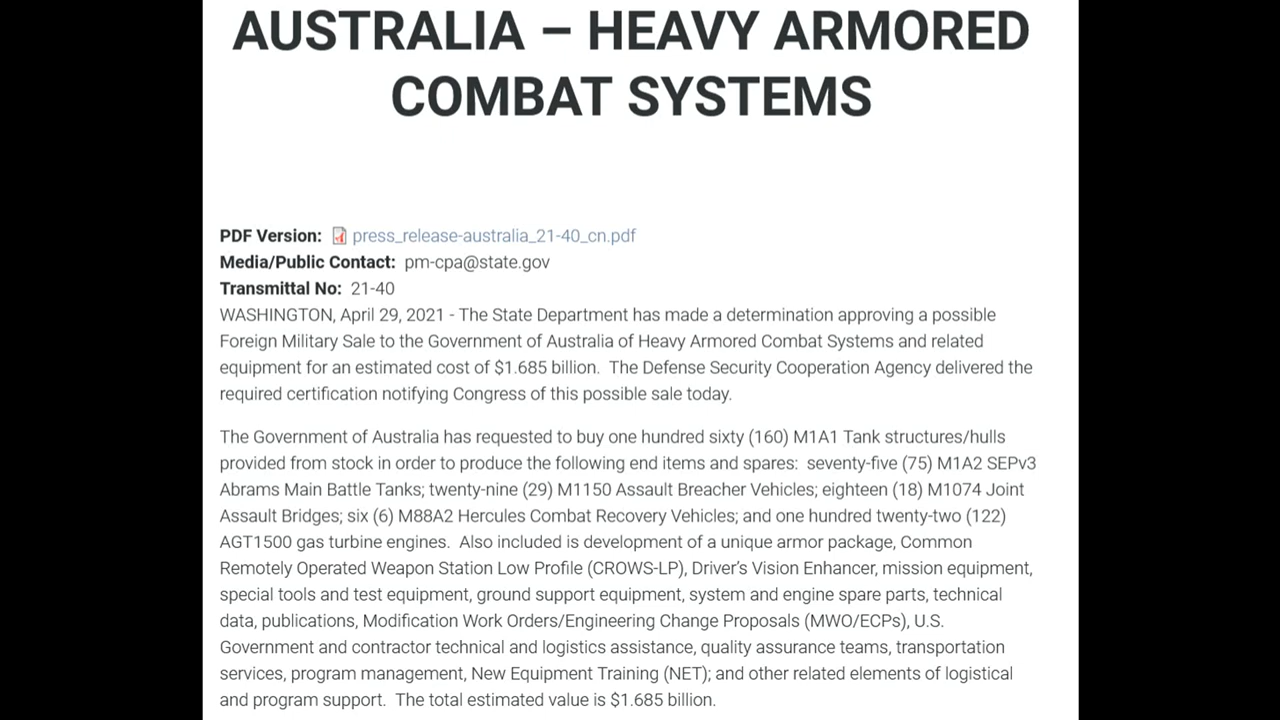 AUSTRALIA – HEAVY ARMORED
COMBAT SYSTEMS
PDF Version: press_release-australia_21-40_cn.pdf
Media/Public Contact: pm-cpa@state.gov
Transmittal No: 21-40
WASHINGTON, April 29, 2021 - The State Department has made a determination approving a possible
Foreign Military Sale to the Government of Australia of Heavy Armored Combat Systems and related
equipment for an estimated cost of $1.685 billion. The Defense Security Cooperation Agency delivered the
required certification notifying Congress of this possible sale today.
The Government of Australia has requested to buy one hundred sixty (160) M1A1 Tank structures/hulls
provided from stock in order to produce the following end items and spares: seventy-five (75) M1A2 SEPv3
Abrams Main Battle Tanks; twenty-nine (29) M1150 Assault Breacher Vehicles; eighteen (18) M1074 Joint
Assault Bridges; six (6) M88A2 Hercules Combat Recovery Vehicles; and one hundred twenty-two (122)
AGT1500 gas turbine engines. Also included is development of a unique armor package, Common
Remotely Operated Weapon Station Low Profile (CROWS-LP), Driver's Vision Enhancer, mission equipment,
special tools and test equipment, ground support equipment, system and engine spare parts, technical
data, publications, Modification Work Orders/Engineering Change Proposals (MWO/ECPs), U.S.
Government and contractor technical and logistics assistance, quality assurance teams, transportation
services, program management, New Equipment Training (NET); and other related elements of logistical
and program support. The total estimated value is $1.685 billion.